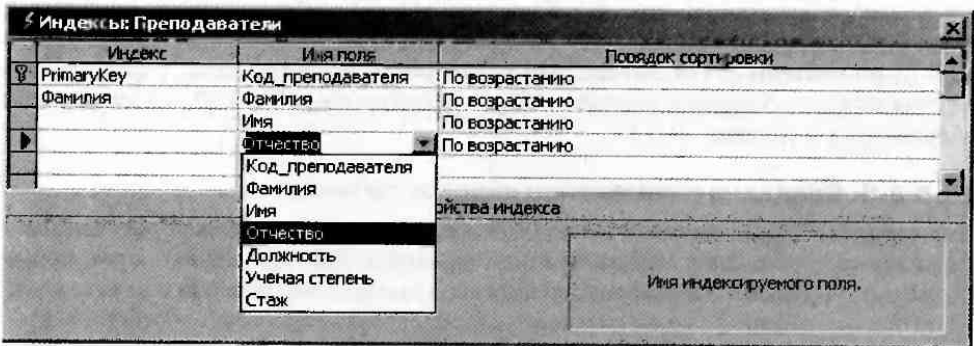 Индексы: Преподаватели
Индекс Имя поля Порядок сортировки
PrimaryKey Код_преподавателя По возрастанию
Фамилия Фамилия По возрастанию
Имя По возрастанию
Отчество По возрастанию
Код_преподавателя
Фамилия
Имя
йства индекса
Отчество
Должность
Ученая степень
Имя индексируемого поля.
Стаж